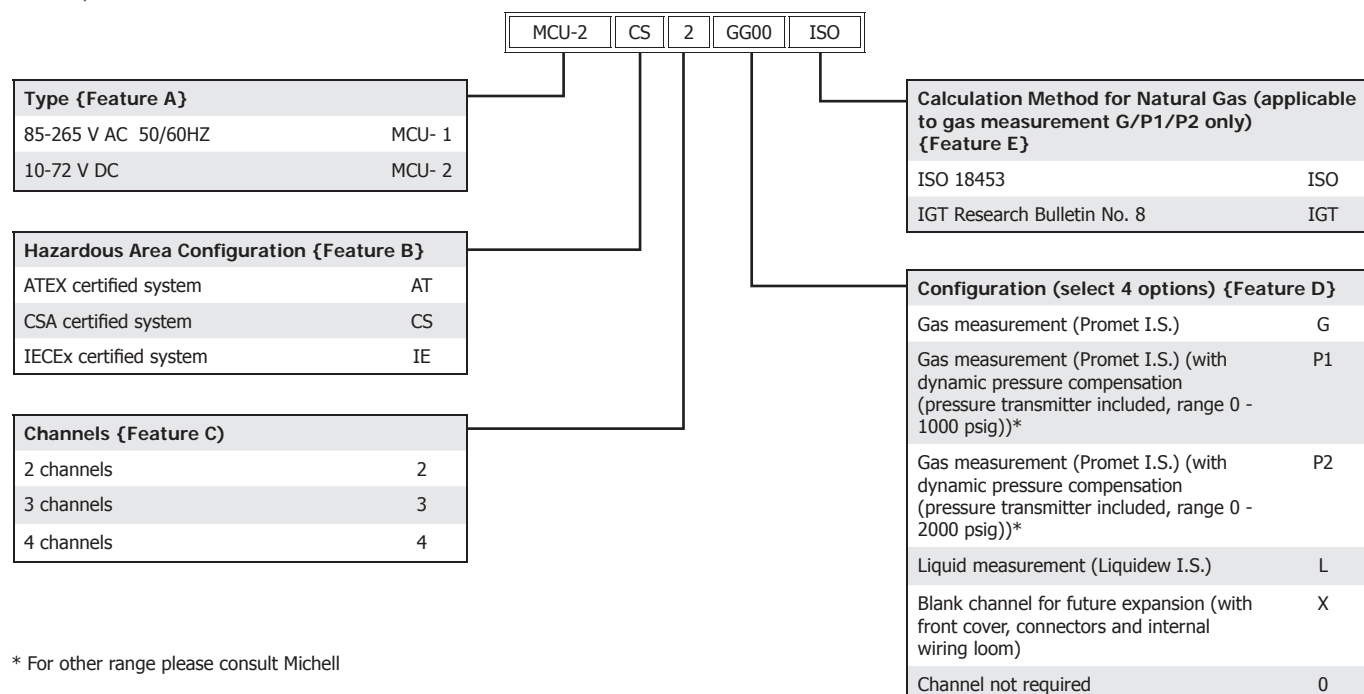 MCU-2 CS 2 GG00 ISO
Type {Feature A}
85-265 V AC 50/60HZ MCU- 1
10-72 V DC MCU- 2
Hazardous Area Configuration {Feature B}
ATEX certified system AT
CSA certified system CS
IECEx certified system IE
Channels {Feature C)
2 channels 2
3 channels 3
4 channels 4
* For other range please consult Michell
Calculation Method for Natural Gas (applicable
to gas measurement G/P1/P2 only)
{Feature E}
ISO 18453 ISO
IGT Research Bulletin No. 8 IGT
Configuration (select 4 options) {Feature D}
Gas measurement (Promet I.S.) G
Gas measurement (Promet I.S.) (with P1
dynamic pressure compensation
(pressure transmitter included, range 0 -
1000 psig))*
Gas measurement (Promet I.S.) (with P2
dynamic pressure compensation
(pressure transmitter included, range 0 -
2000 psig))*
Liquid measurement (Liquidew I.S.) L
Blank channel for future expansion (with X
front cover, connectors and internal
wiring loom)
Channel not required 0